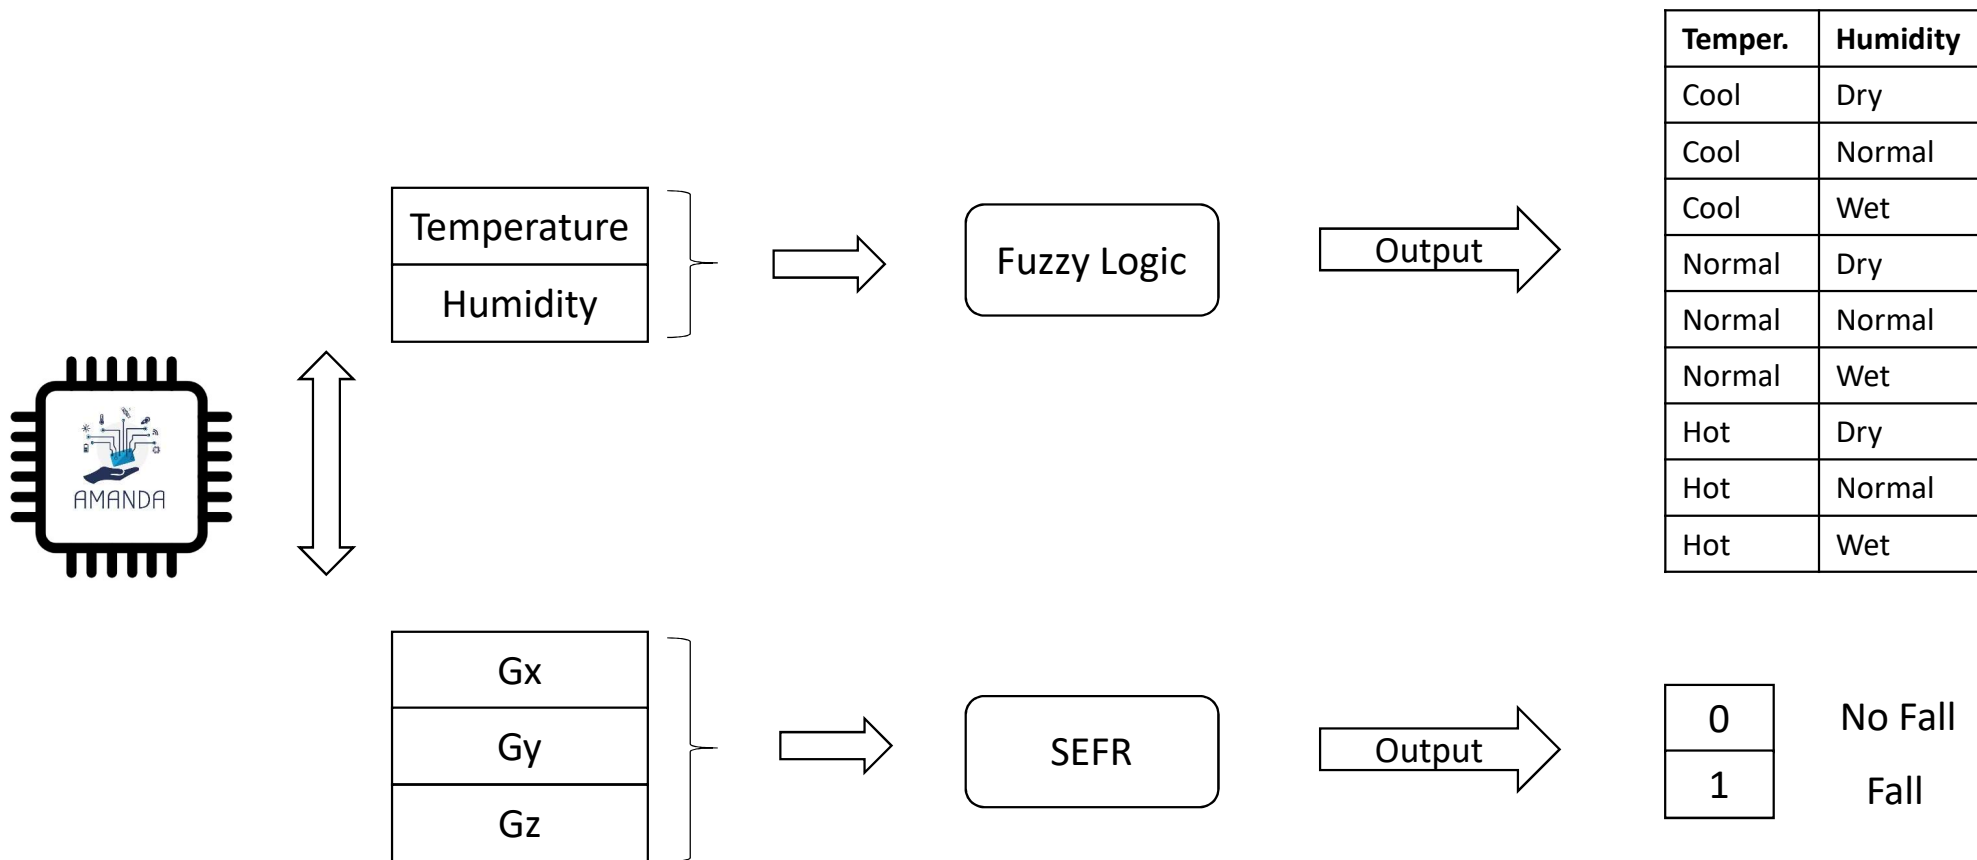 AMANDA
Temperature
Humidity
Fuzzy Logic
Output
Temper. Humidity
Cool Dry
Cool Normal
Cool Wet
Normal Dry
Normal Normal
Normal Wet
Hot Dry
Hot Normal
Hot Wet
Gx
Gy
Gz
SEFR
Output
0 No Fall
1 Fall